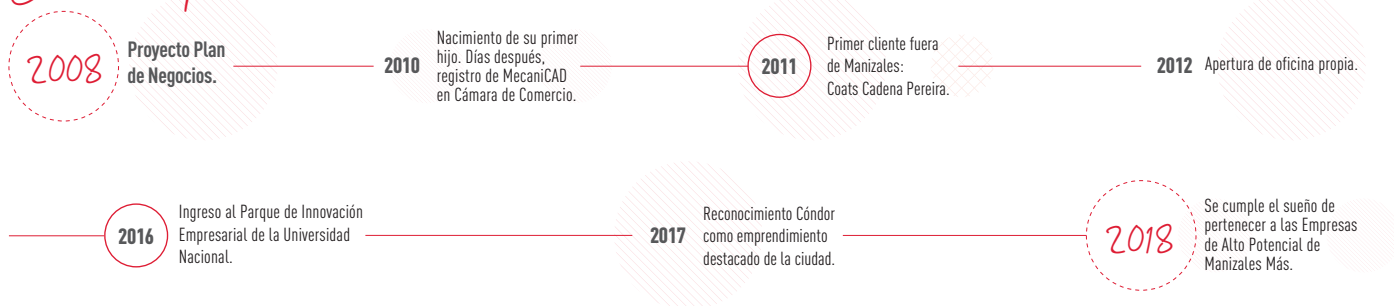 2008
Proyecto Plan
de Negocios.
2010
Nacimiento de su primer
hijo. Días después,
registro de MecaniCAD
en Cámara de Comercio.
2011
Primer cliente fuera
de Manizales:
Coats Cadena Pereira.
2012
Apertura de oficina propia.
2016
Ingreso al Parque de Innovación
Empresarial de la Universidad
Nacional.
2017
Reconocimiento Cóndor
como emprendimiento
destacado de la ciudad.
2018
Se cumple el sueño de
pertenecer a las Empresas
de Alto Potencial de
Manizales Más.